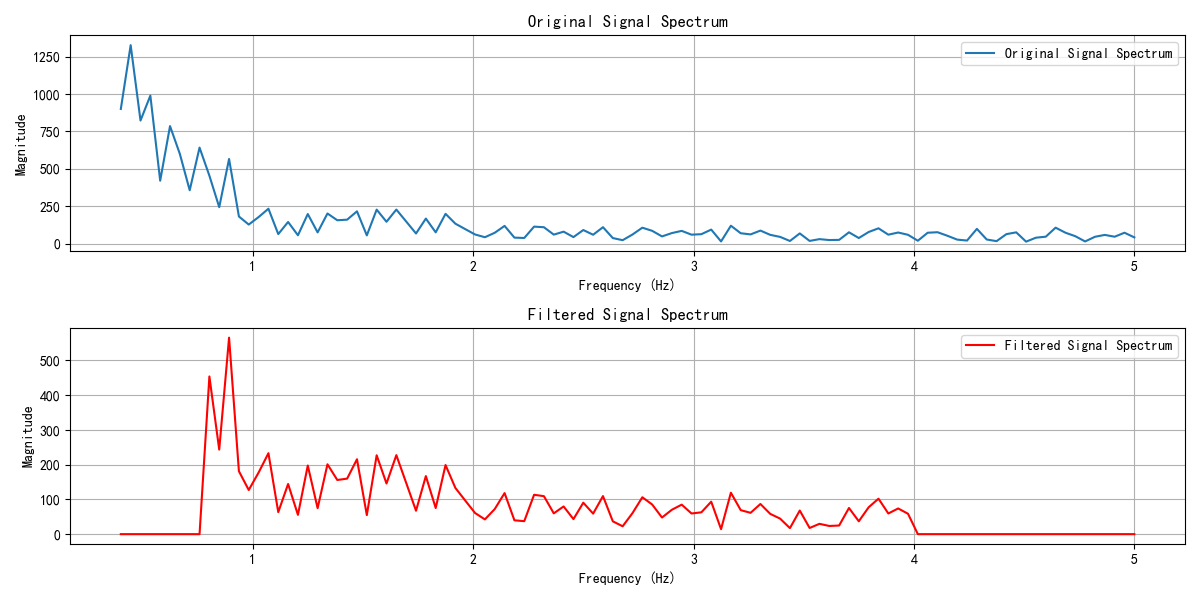 Original Signal Spectrum
Original Signal Spectrum
Magnitude
1250
1000
750
500
250
0
1 2 3 4 5
Frequency (Hz)
Filtered Signal Spectrum
Filtered Signal Spectrum
Magnitude
500
400
300
200
100
0
1 2 3 4 5
Frequency (Hz)